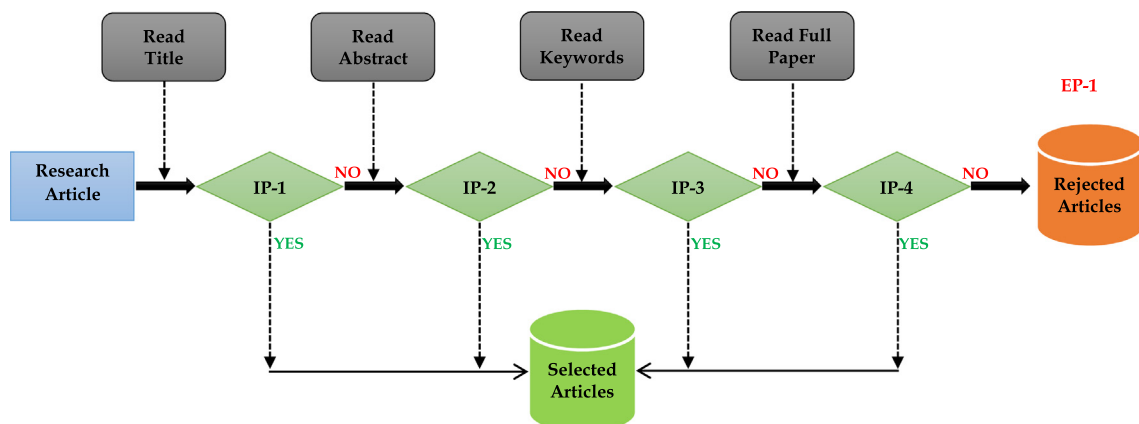 Read
Title
Read
Abstract
Read
Keywords
Read Full
Paper
EP-1
Research
Article
IP-1
NO
IP-2
NO
IP-3
NO
IP-4
NO
Rejected
Articles
YES
YES
YES
YES
Selected
Articles